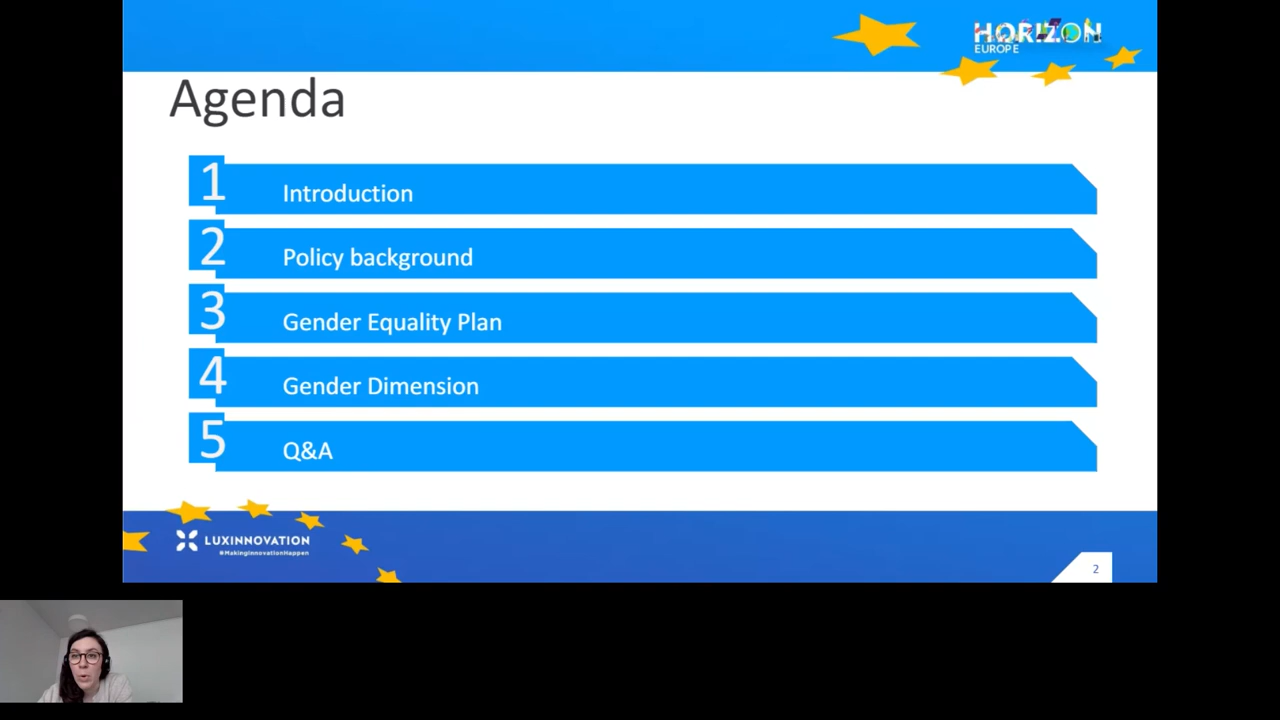 HORIZON
EUROPE
Agenda
1
Introduction
2
Policy background
3
Gender Equality Plan
4
Gender Dimension
5
Q&A
LUXINNOVATION
#MakingInnovationHappen
2